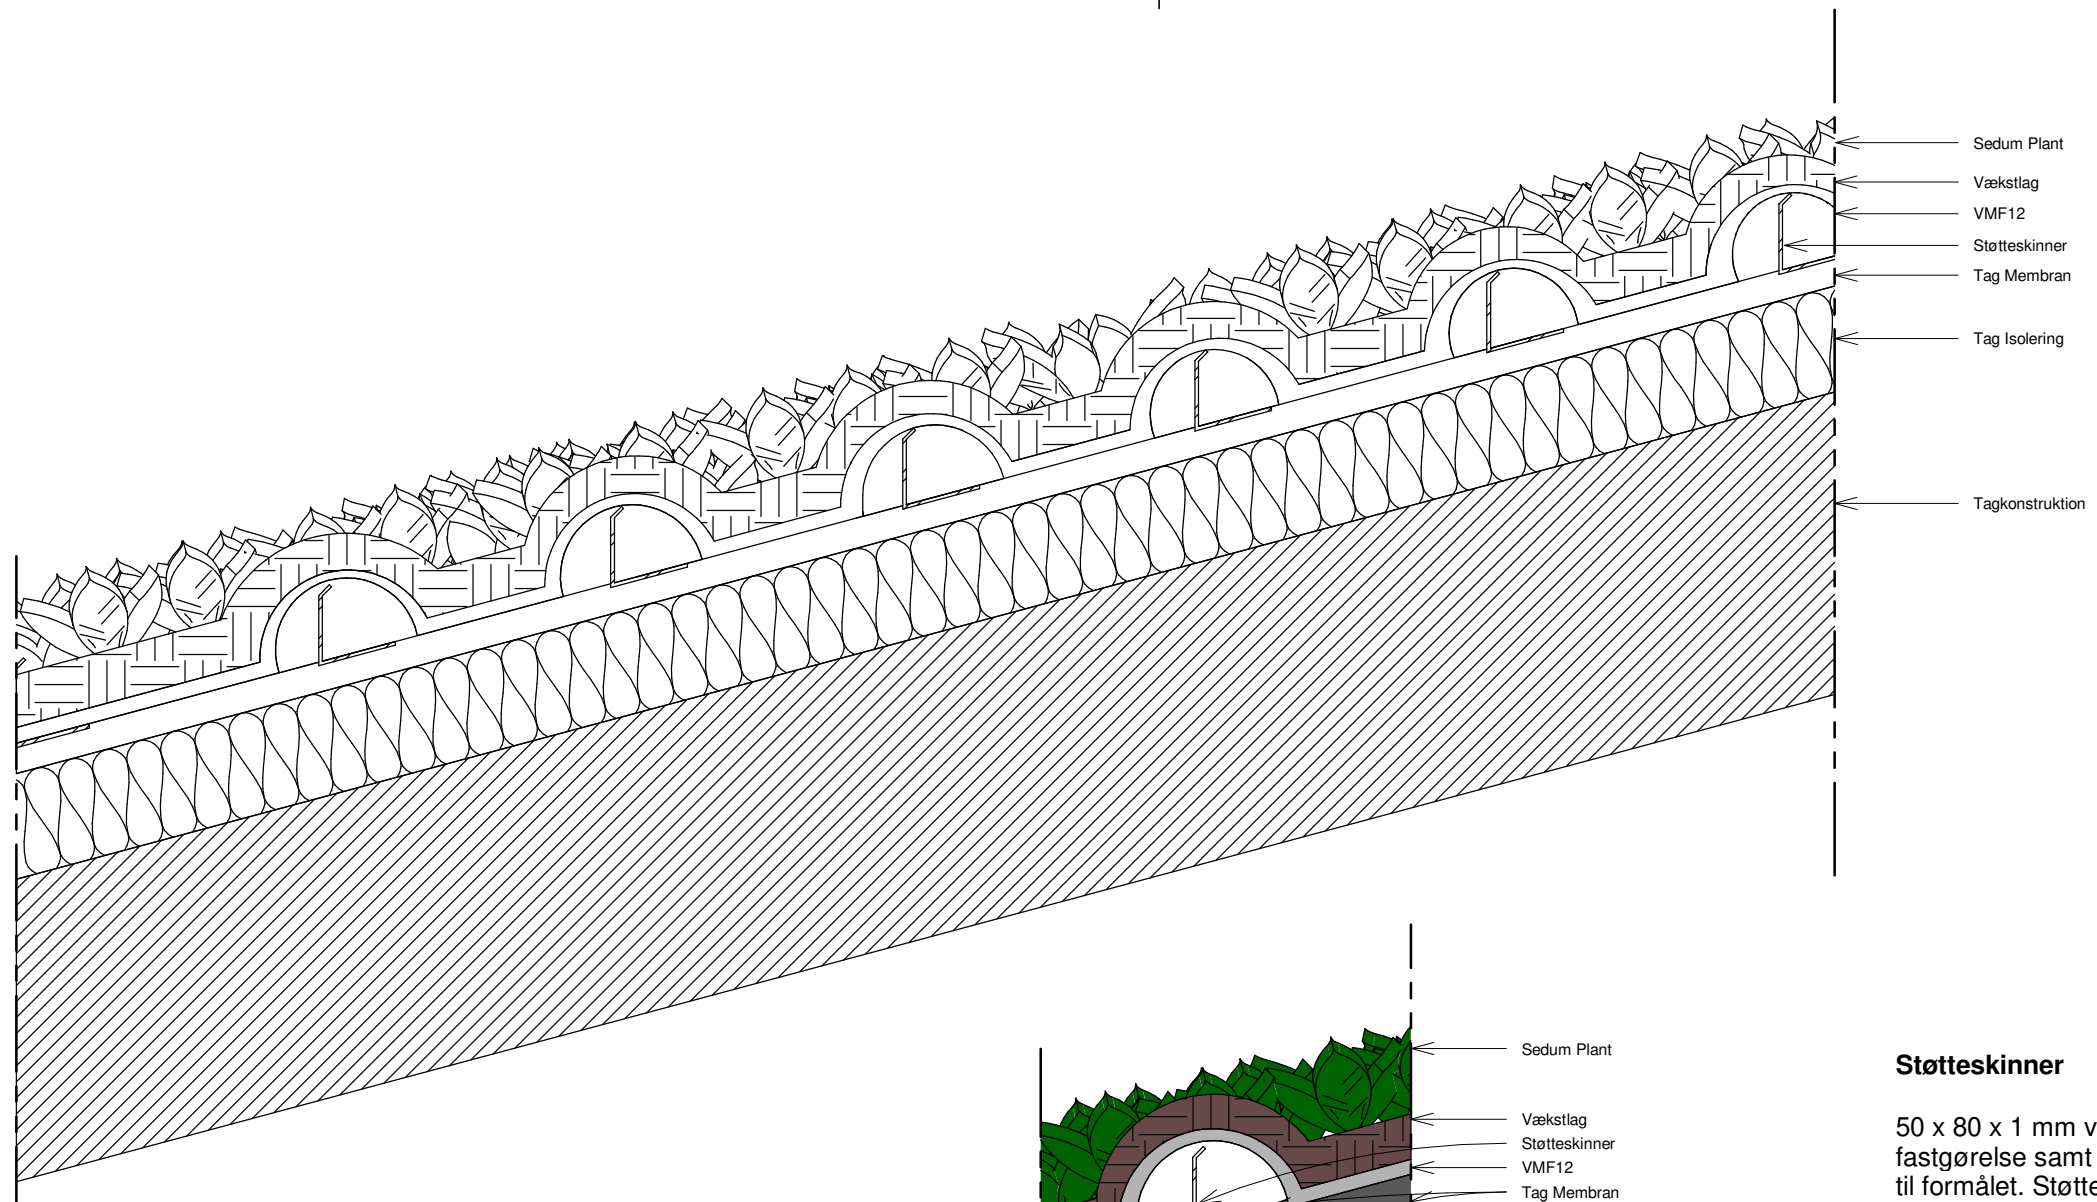 Sedum Plant
Vækstlag
VMF12
Støtteskinner
Tag Membran
Tag Isolering
Tagkonstruktion
Sedum Plant
Vækstlag
Støtteskinner
VMF12
Tag Membran
Støtteskinner
50 x 80 x 1 mm v
fastgørelse samt
til formålet. Støtte